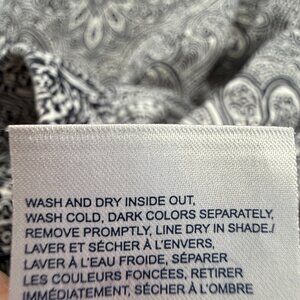 WASH AND DRY INSIDE OUT,
WASH COLD, DARK COLORS SEPARATELY,
REMOVE PROMPTLY, LINE DRY IN SHADE./
LAVER ET SÉCHER À L'ENVERS,
LAVER À L'EAU FROIDE, SÉPARER
LES COULEURS FONCÉES, RETIRER
IMMÉDIATEMENT, SÉCHER À L'OMBRE